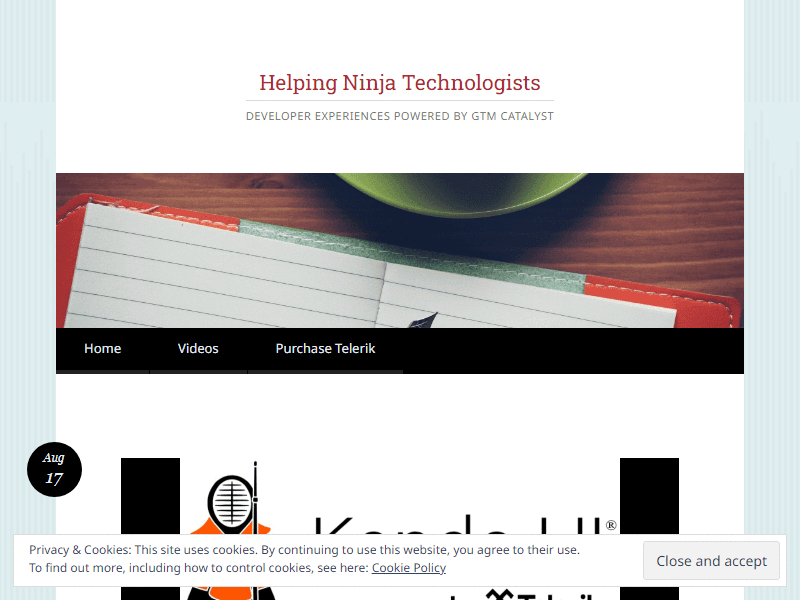 Helping Ninja Technologists
DEVELOPER EXPERIENCES POWERED BY GTM CATALYST
Home
Videos
Purchase Telerik
Aug
17
Kendo UI®
Privacy & Cookies: This site uses cookies. By continuing to use this website, you agree to their use.
To find out more, including how to control cookies, see here: Cookie Policy
Close and accept
Telerik